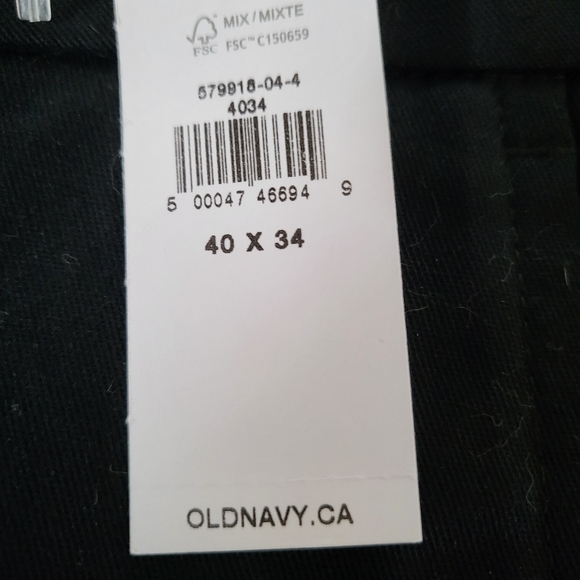 MIX/MIXTE
FSC FSC™ C150659
579918-04-4
4034
5 00047 46694 9
40 X 34
OLDNAVY.CA